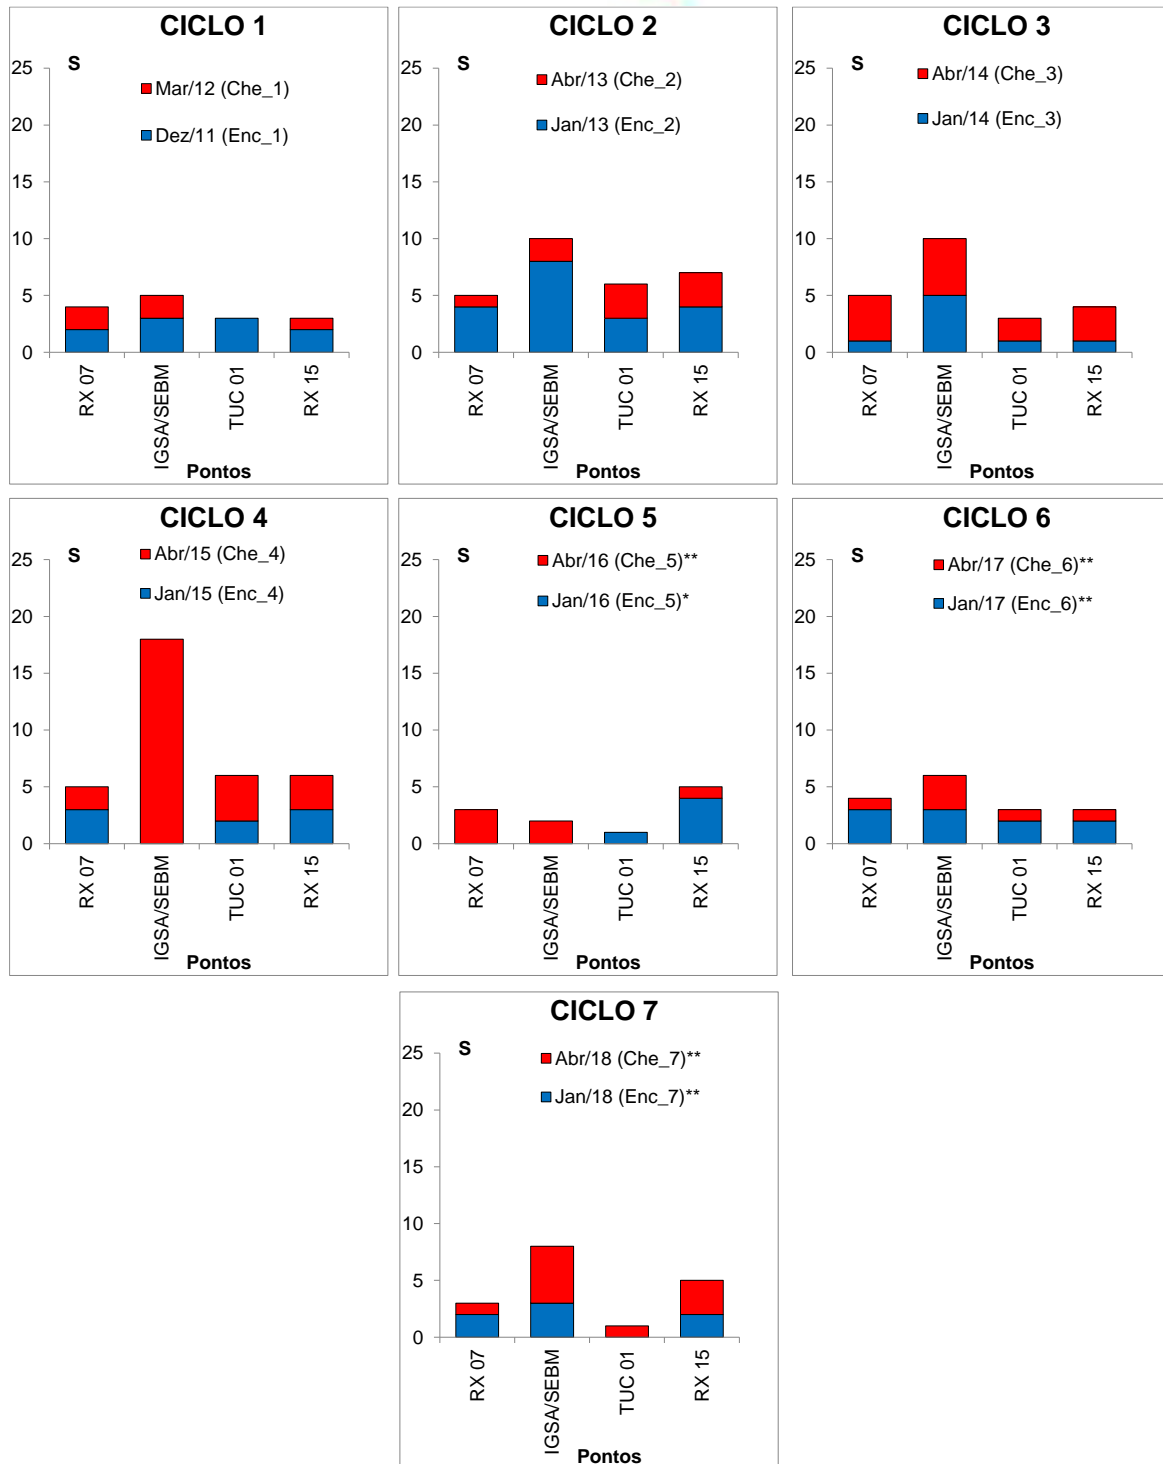 CICLO 1
S
Mar/12 (Che_1)
Dez/11 (Enc_1)
25
20
15
10
5
0
RX 07
IGSA/SEBM
TUC 01
RX 15
Pontos
CICLO 2
S
Abr/13 (Che_2)
Jan/13 (Enc_2)
25
20
15
10
5
0
RX 07
IGSA/SEBM
TUC 01
RX 15
Pontos
CICLO 3
S
Abr/14 (Che_3)
Jan/14 (Enc_3)
25
20
15
10
5
0
RX 07
IGSA/SEBM
TUC 01
RX 15
Pontos
CICLO 4
S
Abr/15 (Che_4)
Jan/15 (Enc_4)
25
20
15
10
5
0
RX 07
IGSA/SEBM
TUC 01
RX 15
Pontos
CICLO 5
S
Abr/16 (Che_5)**
Jan/16 (Enc_5)*
25
20
15
10
5
0
RX 07
IGSA/SEBM
TUC 01
RX 15
Pontos
CICLO 6
S
Abr/17 (Che_6)**
Jan/17 (Enc_6)**
25
20
15
10
5
0
RX 07
IGSA/SEBM
TUC 01
RX 15
Pontos
CICLO 7
S
Abr/18 (Che_7)**
Jan/18 (Enc_7)**
25
20
15
10
5
0
RX 07
IGSA/SEBM
TUC 01
RX 15
Pontos